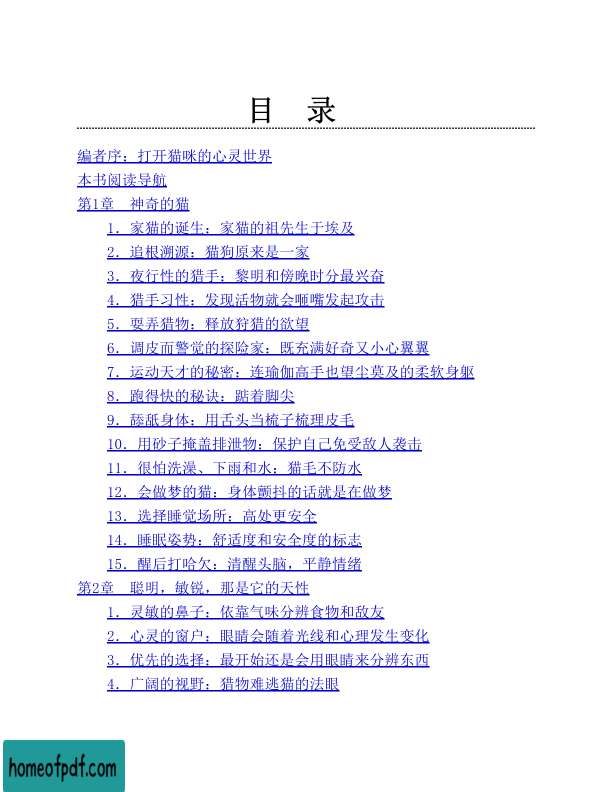 目 录
编者序：打开猫咪的心灵世界
本书阅读导航
第1章 神奇的猫
1．家猫的诞生：家猫的祖先生于埃及
2．追根溯源：猫狗原来是一家
3．夜行性的猎手：黎明和傍晚时分最兴奋
4．猎手习性：发现活物就会咂嘴发起攻击
5．耍弄猎物：释放狩猎的欲望
6．调皮而警觉的探险家：既充满好奇又小心翼翼
7．运动天才的秘密：连瑜伽高手也望尘莫及的柔软身躯
8．跑得快的秘诀：踮着脚尖
9．舔舐身体：用舌头当梳子梳理皮毛
10．用砂子掩盖排泄物：保护自己免受敌人袭击
11．很怕洗澡、下雨和水：猫毛不防水
12．会做梦的猫：身体颤抖的话就是在做梦
13．选择睡觉场所：高处更安全
14．睡眠姿势：舒适度和安全度的标志
15．醒后打哈欠：清醒头脑，平静情绪
第2章 聪明，敏锐，那是它的天性
1．灵敏的鼻子：依靠气味分辨食物和敌友
2．心灵的窗户：眼睛会随着光线和心理发生变化
3．优先的选择：最开始还是会用眼睛来分辨东西
4．广阔的视野：猎物难逃猫的法眼
homeofpdf.com